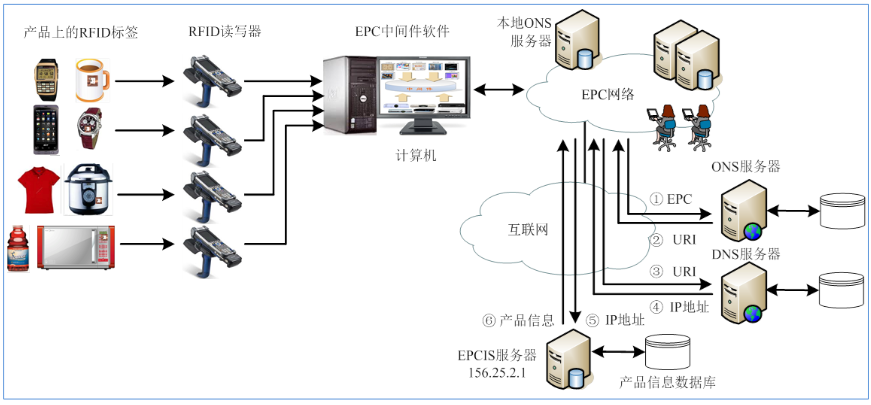 产品上的RFID标签
RFID读写器
EPC中间件软件
本地ONS
服务器
EPC网络
计算机
ONS服务器
① EPC
② URI
互联网
DNS服务器
③ URI
④ IP地址
⑥ 产品信息
⑤ IP地址
EPCIS服务器
156.25.2.1
产品信息数据库